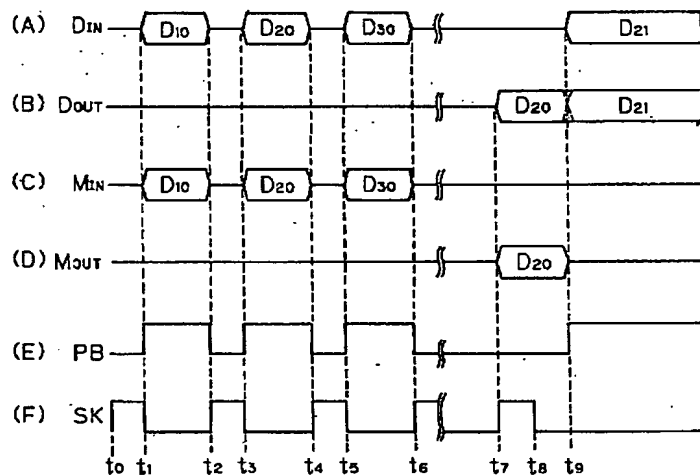 (A) DIN D10 D20 D30 D21
(B) DOUT D20 D21
(C) MIN D10 D20 D30
(D) MOUT D20
(E) PB
(F) SK
t0 t1 t2 t3 t4 t5 t6 t7 t8 t9